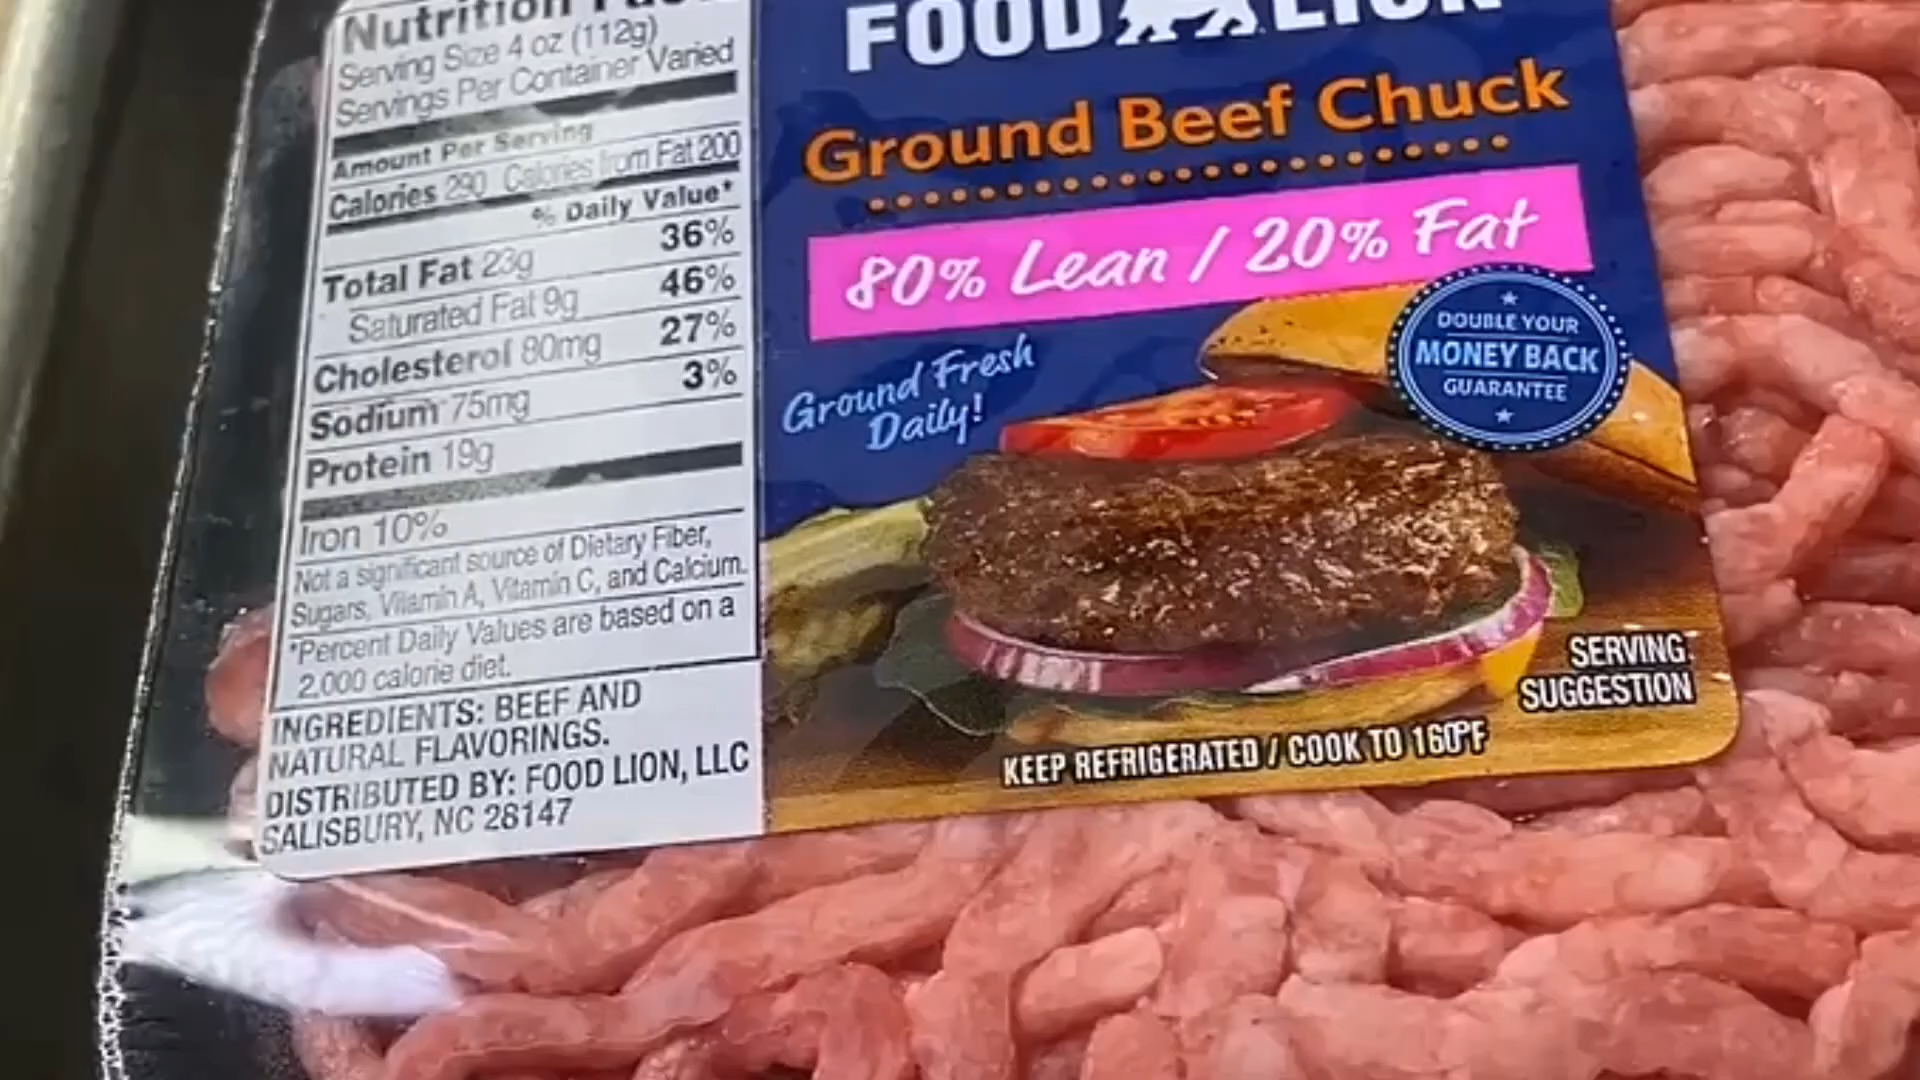 Nutrition
Serving Size 4 oz (112g)
Servings Per Container Varied
Amount Per Serving
Calories 290 Calories from Fat 200
% Daily Value*
Total Fat 23g 36%
Saturated Fat 9g 46%
Cholesterol 80mg 27%
Sodium 75mg 3%
Protein 19g
Iron 10%
Not a significant source of Dietary Fiber,
Sugars, Vitamin A, Vitamin C, and Calcium.
*Percent Daily Values are based on a
2,000 calorie diet.
INGREDIENTS: BEEF AND
NATURAL FLAVORINGS.
DISTRIBUTED BY: FOOD LION, LLC
SALISBURY, NC 28147
FOOD LION
Ground Beef Chuck
80% Lean / 20% Fat
Ground Fresh
Daily!
DOUBLE YOUR
MONEY BACK
GUARANTEE
SERVING
SUGGESTION
KEEP REFRIGERATED / COOK TO 160°F